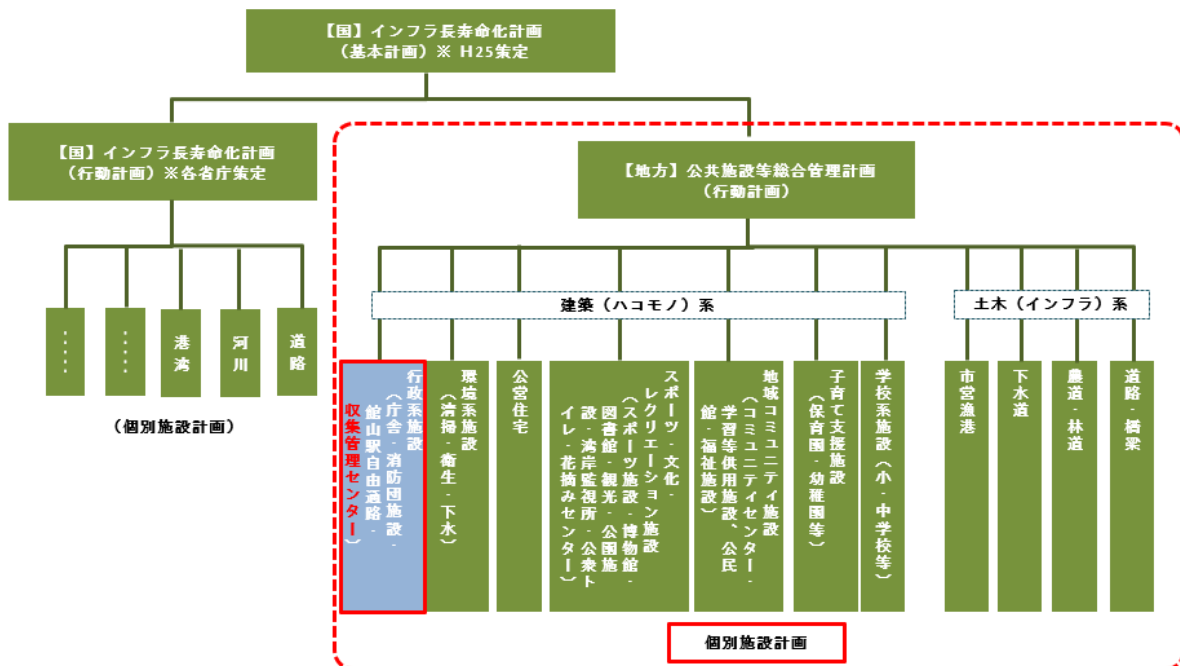 【国】インフラ長寿命化計画
（基本計画）※ H25策定
【国】インフラ長寿命化計画
（行動計画）※各省庁策定
【地方】公共施設等総合管理計画
（行動計画）
‥‥‥
‥‥‥
港湾
河川
道路
（個別施設計画）
建築（ハコモノ）系
土木（インフラ）系
行政系施設
（庁舎・消防団施設・
館山駅自由通路・
収集管理センター）
環境系施設
（清掃・衛生・下水）
公営住宅
スポーツ・文化・
レクリエーション施設
（スポーツ施設・博物館・
図書館・観光・公園施
設・湾岸監視所・公衆ト
イレ・花摘みセンター）
地域コミュニティ施設
（コミュニティセンター・
学習等供用施設、公民
館・福祉施設）
子育て支援施設
（保育園・幼稚園等）
学校系施設（小・中学校等）
市営漁港
下水道
農道・林道
道路・橋梁
個別施設計画